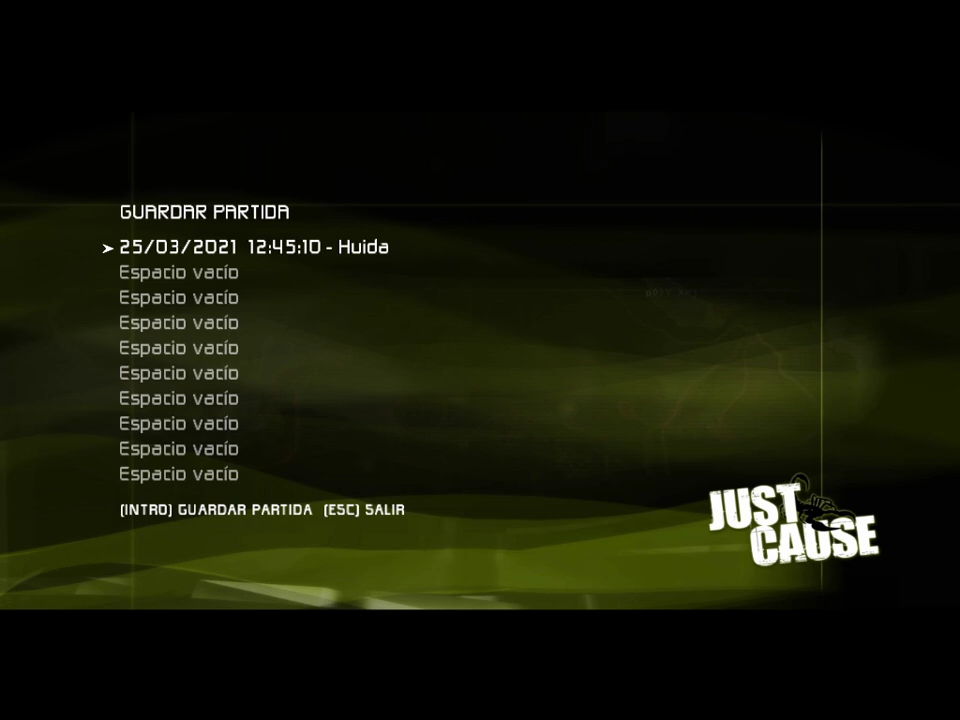 GUARDAR PARTIDA
25/03/2021 12:45:10 - Huida
Espacio vacío
Espacio vacío
Espacio vacío
Espacio vacío
Espacio vacío
Espacio vacío
Espacio vacío
Espacio vacío
Espacio vacío
(INTRO) GUARDAR PARTIDA (ESC) SALIR
JUST
CAUSE